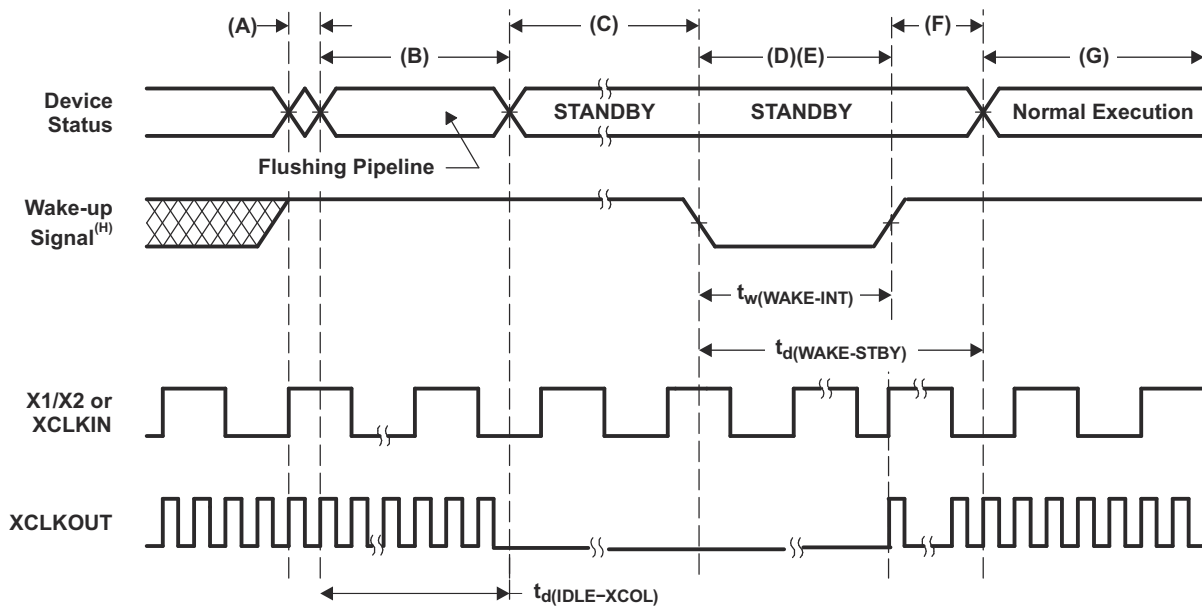 (A)
(C)
(F)
(B)
(D)(E)
(G)
Device
Status
STANDBY
STANDBY
Normal Execution
Flushing Pipeline
Wake-up
Signal(H)
tw(WAKE-INT)
td(WAKE-STBY)
X1/X2 or
XCLKIN
XCLKOUT
td(IDLE−XCOL)